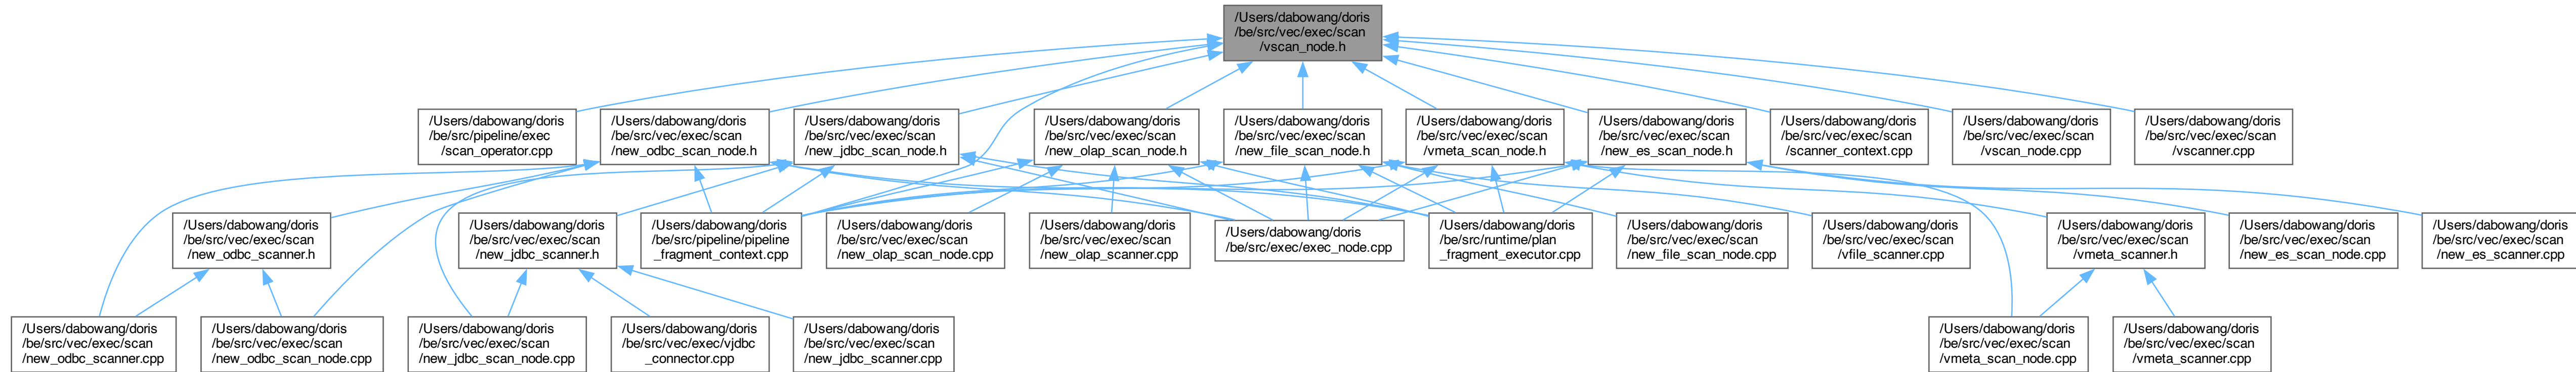 /Users/dabowang/doris
/be/src/vec/exec/scan
/vscan_node.h
/Users/dabowang/doris
/be/src/pipeline/exec
/scan_operator.cpp
/Users/dabowang/doris
/be/src/vec/exec/scan
/new_odbc_scan_node.h
/Users/dabowang/doris
/be/src/vec/exec/scan
/new_jdbc_scan_node.h
/Users/dabowang/doris
/be/src/vec/exec/scan
/new_olap_scan_node.h
/Users/dabowang/doris
/be/src/vec/exec/scan
/new_file_scan_node.h
/Users/dabowang/doris
/be/src/vec/exec/scan
/vmeta_scan_node.h
/Users/dabowang/doris
/be/src/vec/exec/scan
/new_es_scan_node.h
/Users/dabowang/doris
/be/src/vec/exec/scan
/scanner_context.cpp
/Users/dabowang/doris
/be/src/vec/exec/scan
/vscan_node.cpp
/Users/dabowang/doris
/be/src/vec/exec/scan
/vscanner.cpp
/Users/dabowang/doris
/be/src/vec/exec/scan
/new_odbc_scanner.h
/Users/dabowang/doris
/be/src/vec/exec/scan
/new_jdbc_scanner.h
/Users/dabowang/doris
/be/src/pipeline/pipeline
_fragment_context.cpp
/Users/dabowang/doris
/be/src/vec/exec/scan
/new_olap_scan_node.cpp
/Users/dabowang/doris
/be/src/vec/exec/scan
/new_olap_scanner.cpp
/Users/dabowang/doris
/be/src/exec/exec_node.cpp
/Users/dabowang/doris
/be/src/runtime/plan
_fragment_executor.cpp
/Users/dabowang/doris
/be/src/vec/exec/scan
/new_file_scan_node.cpp
/Users/dabowang/doris
/be/src/vec/exec/scan
/vfile_scanner.cpp
/Users/dabowang/doris
/be/src/vec/exec/scan
/vmeta_scanner.h
/Users/dabowang/doris
/be/src/vec/exec/scan
/new_es_scan_node.cpp
/Users/dabowang/doris
/be/src/vec/exec/scan
/new_es_scanner.cpp
/Users/dabowang/doris
/be/src/vec/exec/scan
/new_odbc_scanner.cpp
/Users/dabowang/doris
/be/src/vec/exec/scan
/new_odbc_scan_node.cpp
/Users/dabowang/doris
/be/src/vec/exec/scan
/new_jdbc_scan_node.cpp
/Users/dabowang/doris
/be/src/vec/exec/vjdbc
_connector.cpp
/Users/dabowang/doris
/be/src/vec/exec/scan
/new_jdbc_scanner.cpp
/Users/dabowang/doris
/be/src/vec/exec/scan
/vmeta_scan_node.cpp
/Users/dabowang/doris
/be/src/vec/exec/scan
/vmeta_scanner.cpp